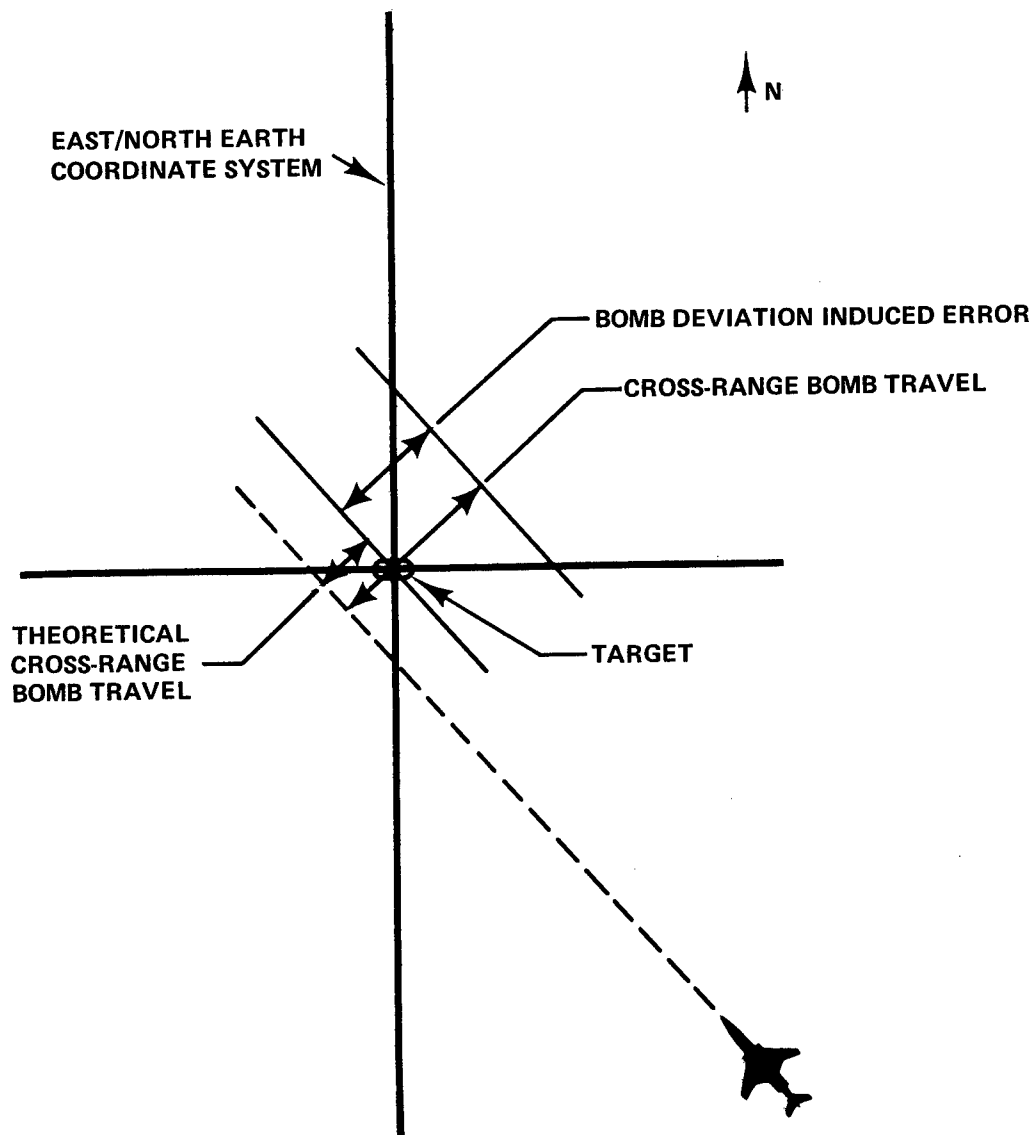 N
EAST/NORTH EARTH
COORDINATE SYSTEM
BOMB DEVIATION INDUCED ERROR
CROSS-RANGE BOMB TRAVEL
THEORETICAL
CROSS-RANGE
BOMB TRAVEL
TARGET